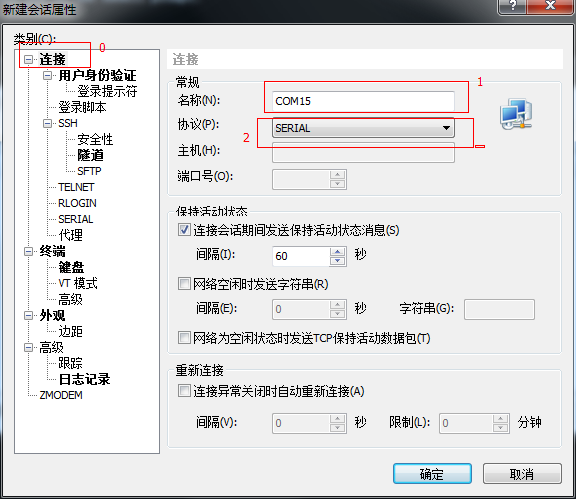 新建会话属性
?
类别(C):
0
连接
用户身份验证
登录提示符
登录脚本
SSH
安全性
隧道
SFTP
TELNET
RLOGIN
SERIAL
代理
终端
键盘
VT 模式
高级
外观
边距
高级
跟踪
日志记录
ZMODEM
连接
常规
1
名称(N): COM15
2
协议(P): SERIAL
主机(H):
端口号(O):
保持活动状态
连接会话期间发送保持活动状态消息(S)
间隔(I): 60 秒
网络空闲时发送字符串(R)
间隔(E): 0 秒 字符串(G):
网络为空闲状态时发送TCP保持活动数据包(T)
重新连接
连接异常关闭时自动重新连接(A)
间隔(V): 0 秒 限制(L): 0 分钟
确定 取消